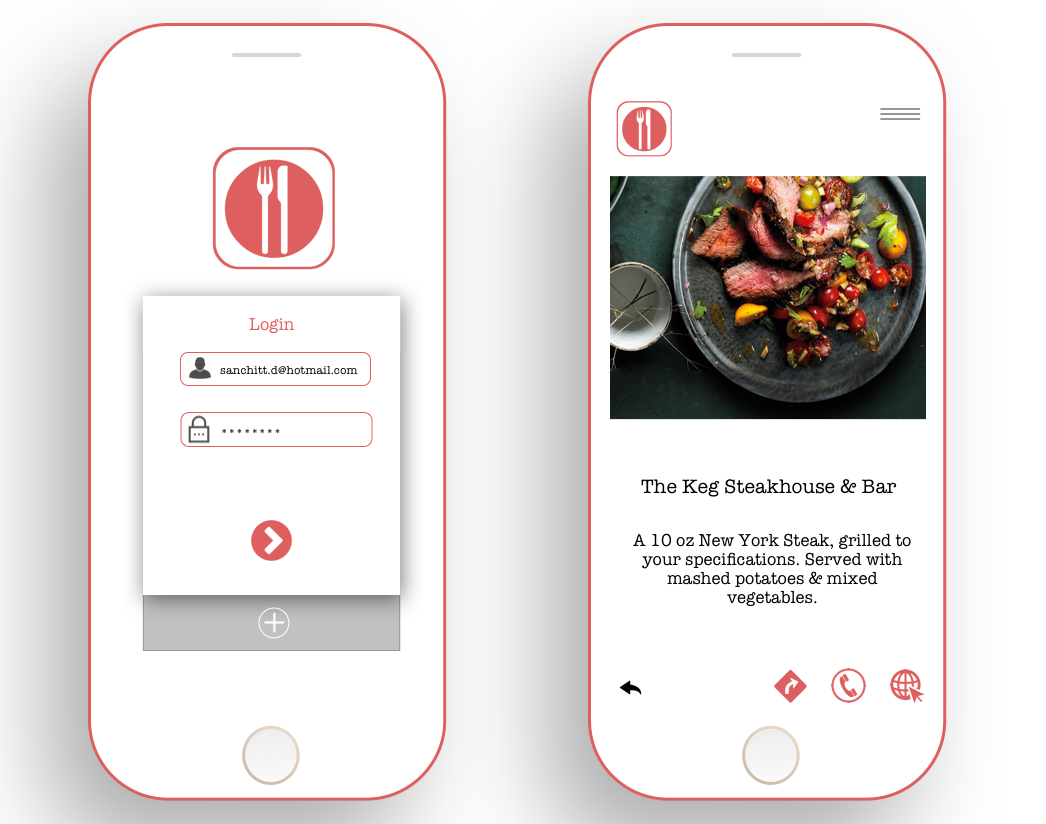 Login
sanchitt.d@hotmail.com
********
The Keg Steakhouse & Bar
A 10 oz New York Steak, grilled to
your specifications. Served with
mashed potatoes & mixed
vegetables.